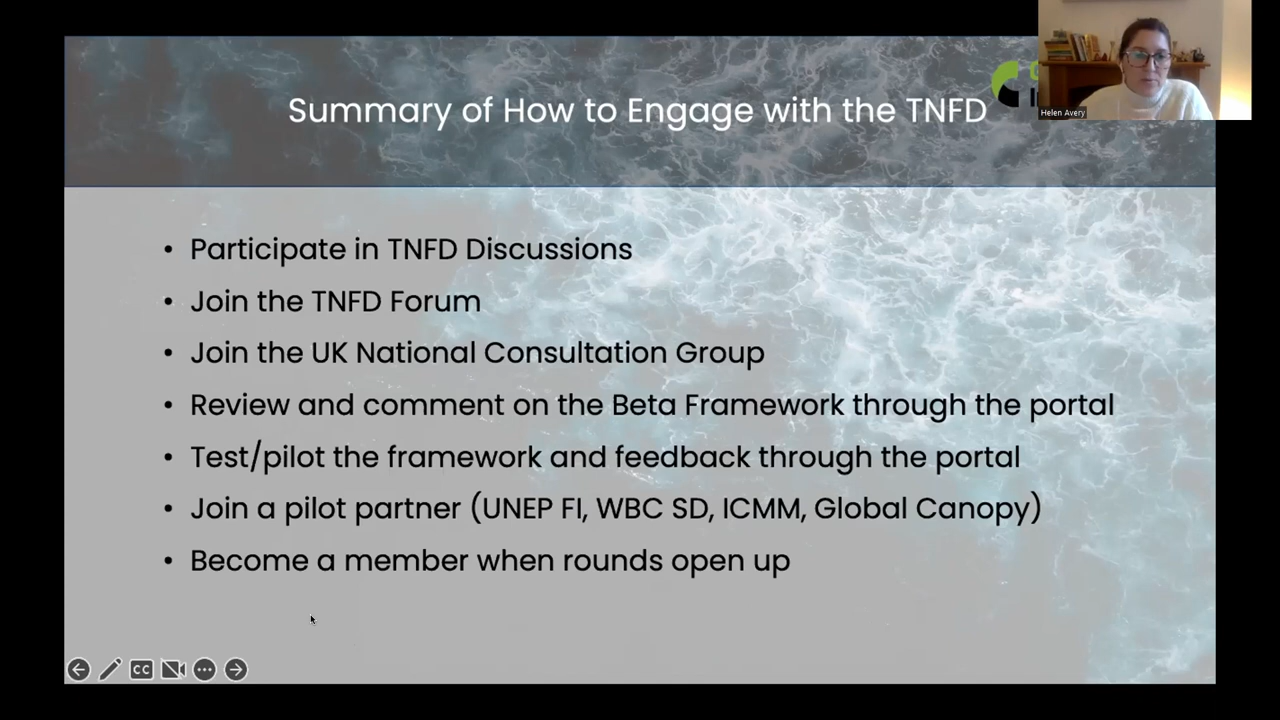 Summary of How to Engage with the TNFD
Helen Avery
• Participate in TNFD Discussions
• Join the TNFD Forum
• Join the UK National Consultation Group
• Review and comment on the Beta Framework through the portal
• Test/pilot the framework and feedback through the portal
• Join a pilot partner (UNEP FI, WBC SD, ICMM, Global Canopy)
• Become a member when rounds open up
CC